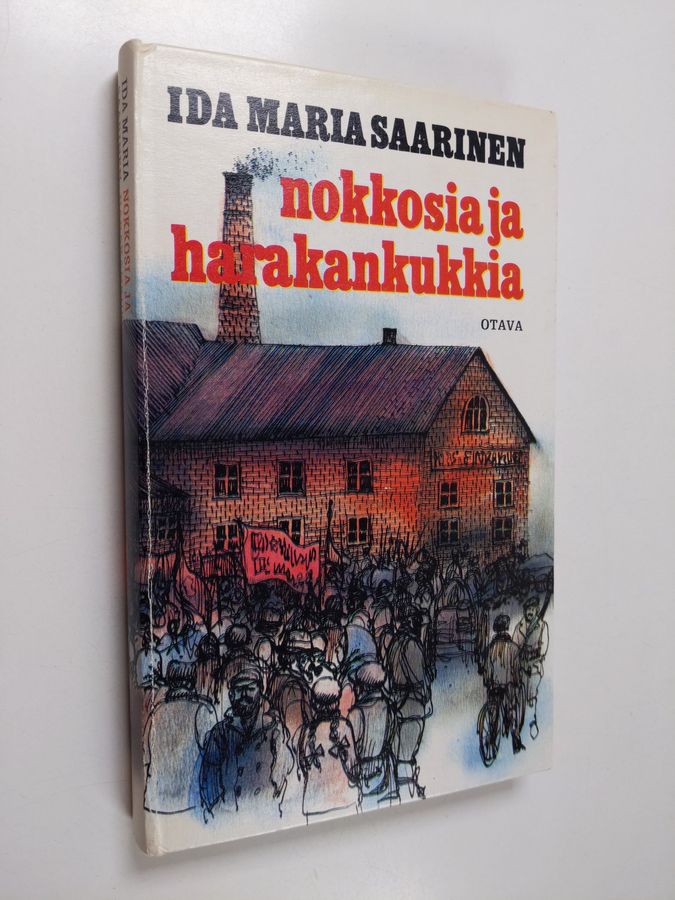 IDA MARIA SAARINEN
nokkosia ja
harakankukkia
OTAVA
IDA MARIA NOKKOSIA JA